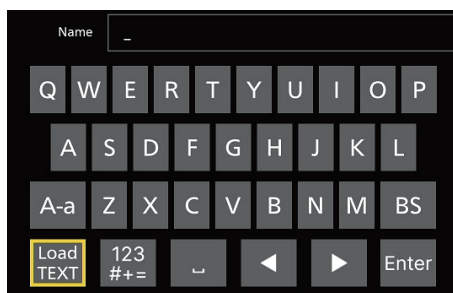 Name _
Q W E R T Y U I O P
A S D F G H J K L
A-a Z X C V B N M BS
Load TEXT 123 #+= ␣ ◀ ▶ Enter